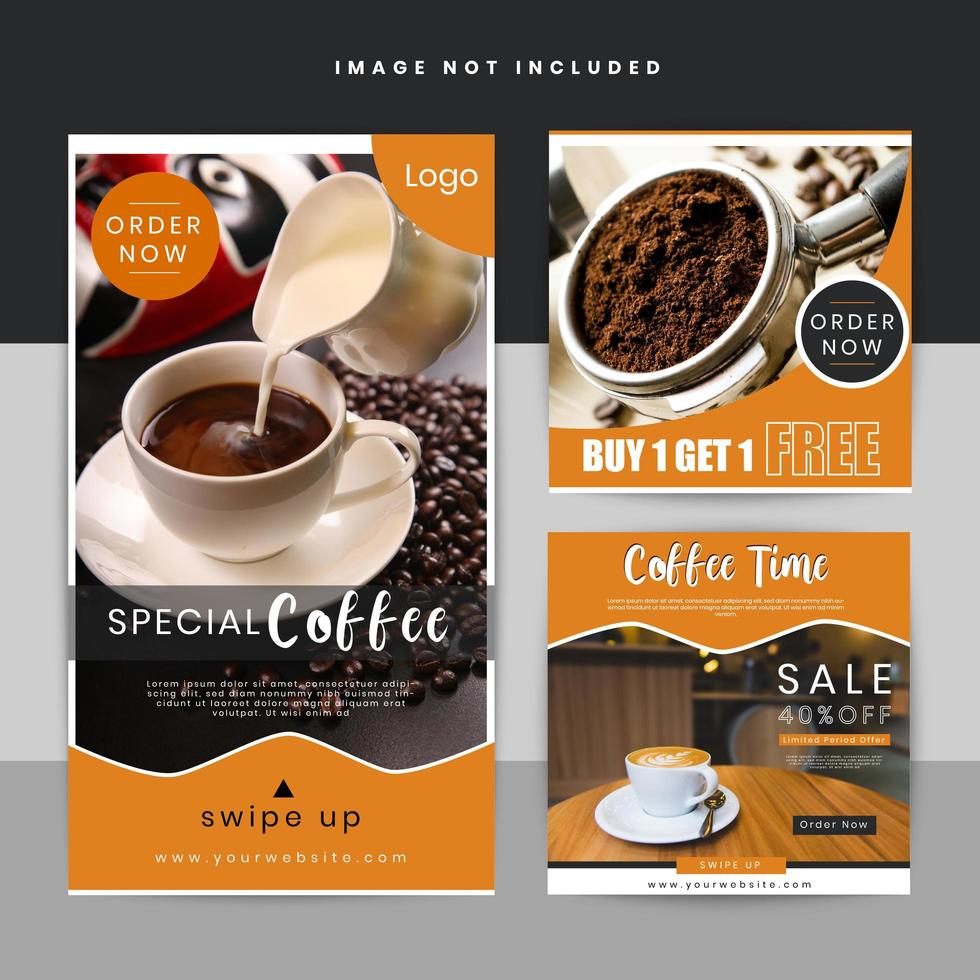 IMAGE NOT INCLUDED
Logo
ORDER
NOW
SPECIAL Coffee
Lorem ipsum dolor sit amet, consectetur adipis-
cing elit, sed diam nonummy nibh euismod tin-
cidunt ut laoreet dolore magna aliquam erat
volutpat. Ut wisi enim ad
swipe up
www.yourwebsite.com
ORDER
NOW
BUY 1 GET 1 FREE
Coffee Time
SALE
40%OFF
Limited Period Offer
Order Now
SWIPE UP
www.yourwebsite.com